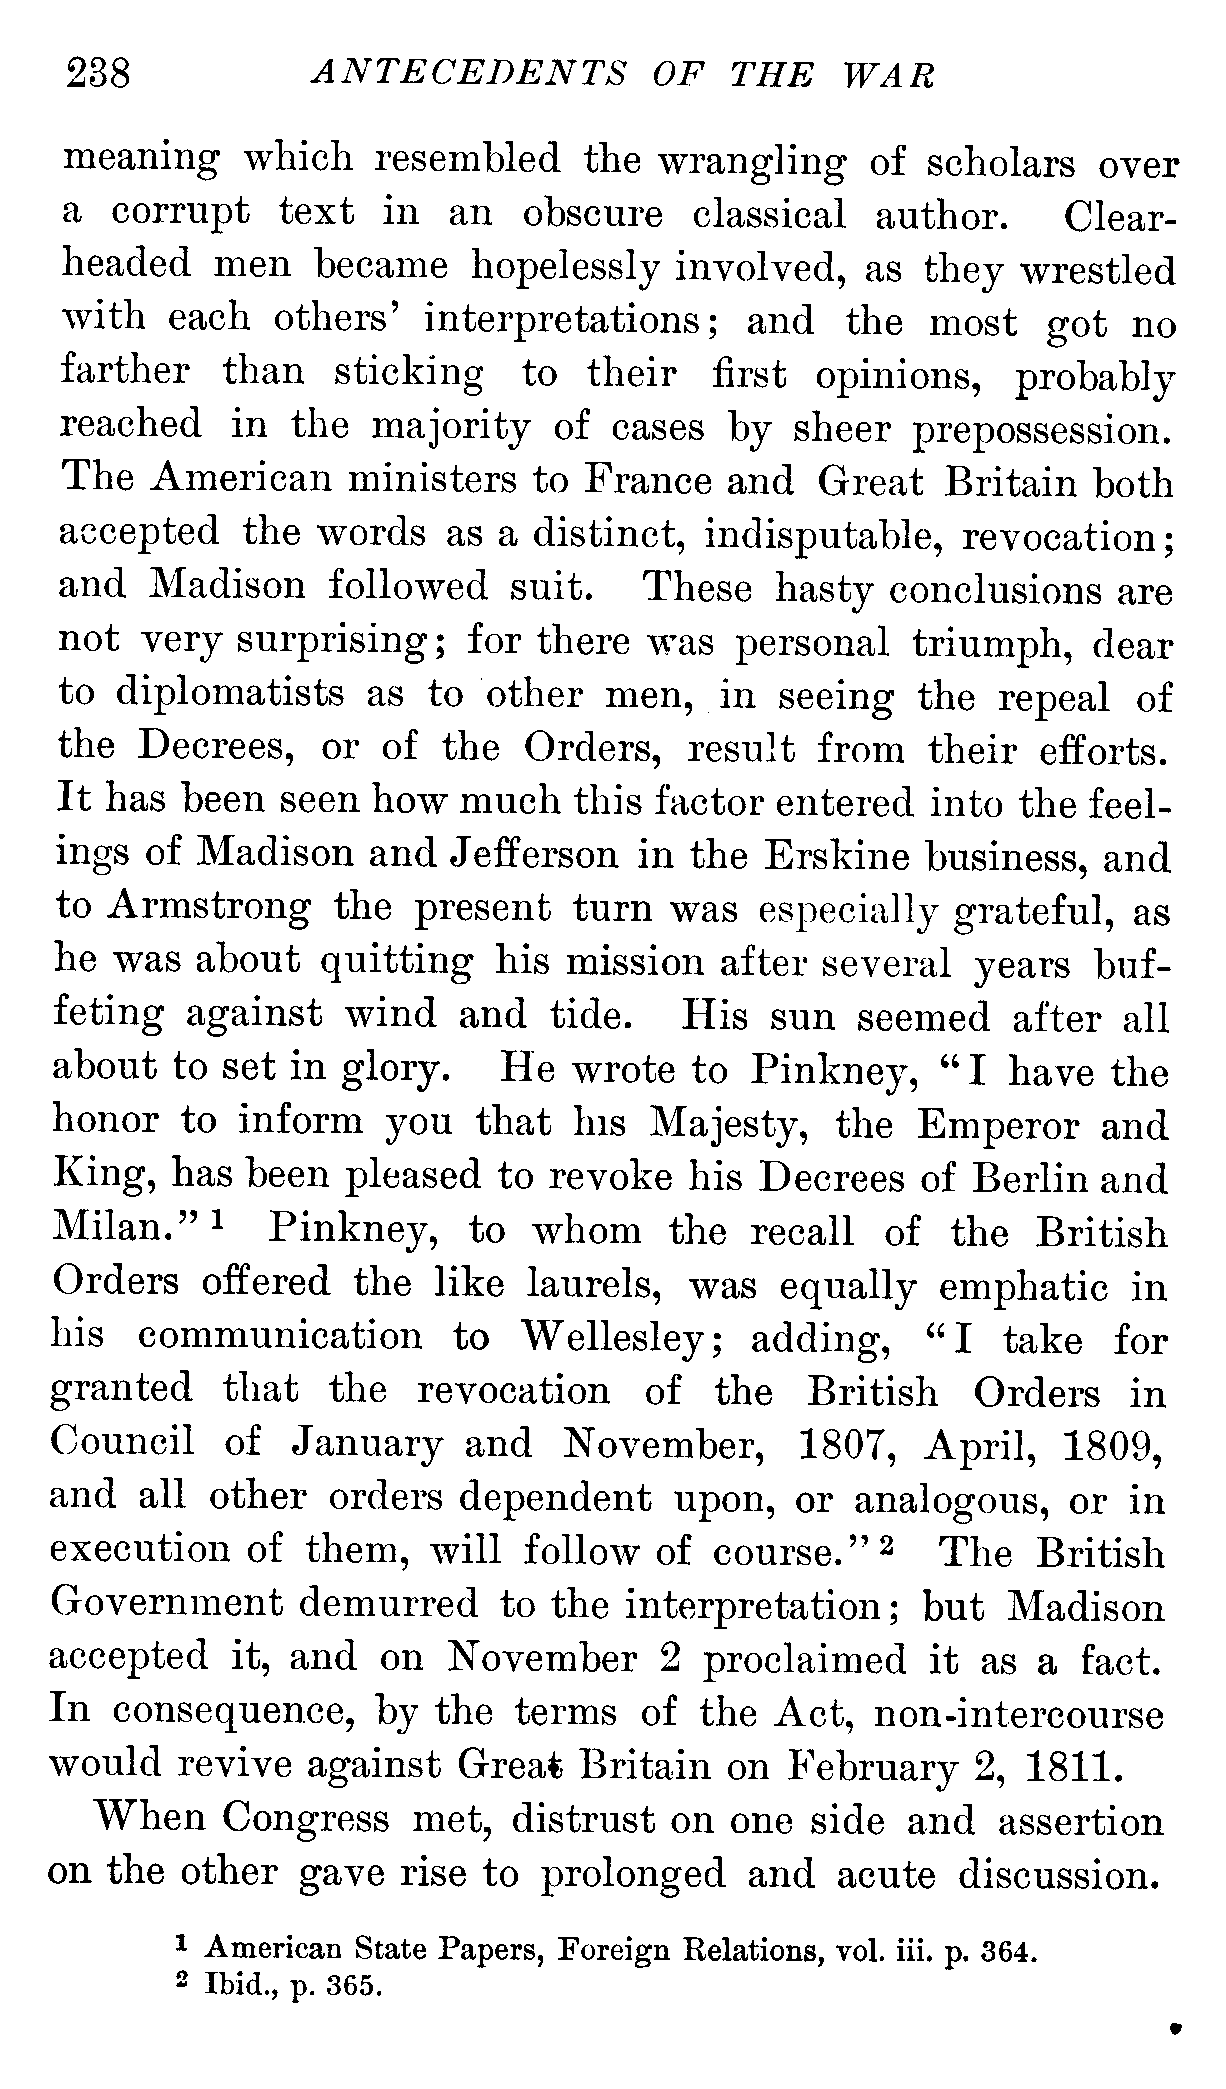 238 ANTECEDENTS OF THE WAR
meaning which resembled the wrangling of scholars over
a corrupt text in an obscure classical author. Clear-
headed men became hopelessly involved, as they wrestled
with each others' interpretations; and the most got no
farther than sticking to their first opinions, probably
reached in the majority of cases by sheer prepossession.
The American ministers to France and Great Britain both
accepted the words as a distinct, indisputable, revocation;
and Madison followed suit. These hasty conclusions are
not very surprising; for there was personal triumph, dear
to diplomatists as to other men, in seeing the repeal of
the Decrees, or of the Orders, result from their efforts.
It has been seen how much this factor entered into the feel-
ings of Madison and Jefferson in the Erskine business, and
to Armstrong the present turn was especially grateful, as
he was about quitting his mission after several years buf-
feting against wind and tide. His sun seemed after all
about to set in glory. He wrote to Pinkney, "I have the
honor to inform you that his Majesty, the Emperor and
King, has been pleased to revoke his Decrees of Berlin and
Milan." 1 Pinkney, to whom the recall of the British
Orders offered the like laurels, was equally emphatic in
his communication to Wellesley; adding, "I take for
granted that the revocation of the British Orders in
Council of January and November, 1807, April, 1809,
and all other orders dependent upon, or analogous, or in
execution of them, will follow of course." 2 The British
Government demurred to the interpretation; but Madison
accepted it, and on November 2 proclaimed it as a fact.
In consequence, by the terms of the Act, non-intercourse
would revive against Great Britain on February 2, 1811.
When Congress met, distrust on one side and assertion
on the other gave rise to prolonged and acute discussion.
1 American State Papers, Foreign Relations, vol. iii. p. 364.
2 Ibid., p. 365.